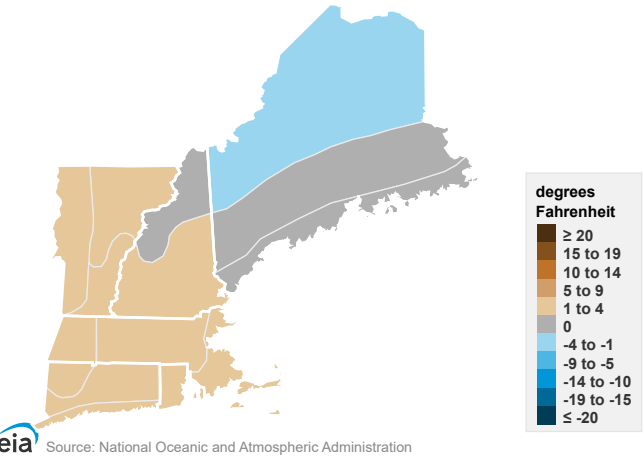 degrees
Fahrenheit
≥ 20
15 to 19
10 to 14
5 to 9
1 to 4
0
-4 to -1
-9 to -5
-14 to -10
-19 to -15
≤ -20
eia Source: National Oceanic and Atmospheric Administration